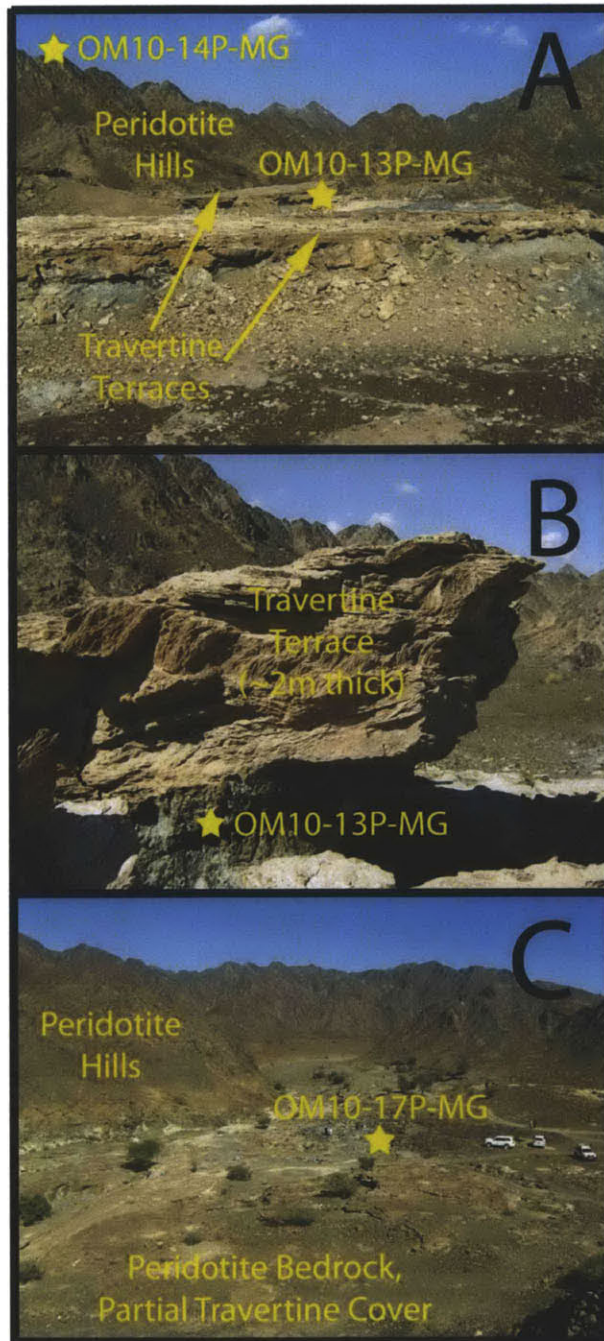 A
OM10-14P-MG
Peridotite
Hills
OM10-13P-MG
Travertine
Terraces
B
Travertine
Terrace
(~2m thick)
OM10-13P-MG
C
Peridotite
Hills
OM10-17P-MG
Peridotite Bedrock,
Partial Travertine Cover